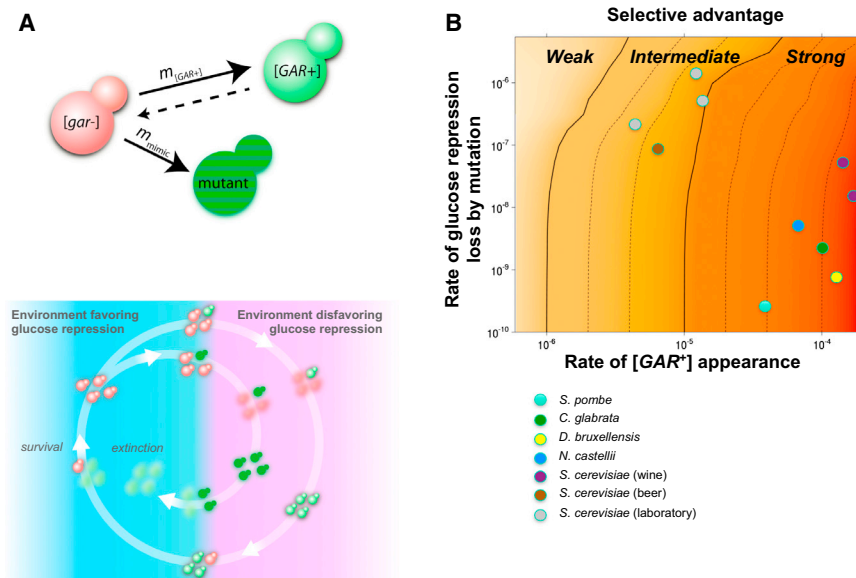 A
m[GAR+]
[GAR+]
[gar-]
m mimic
mutant
Environment favoring
glucose repression
Environment disfavoring
glucose repression
survival
extinction
B
Selective advantage
Weak Intermediate Strong
Rate of glucose repression
loss by mutation
10-6
10-7
10-8
10-9
10-10
10-6 10-5 10-4
Rate of [GAR+] appearance
S. pombe
C. glabrata
D. bruxellensis
N. castellii
S. cerevisiae (wine)
S. cerevisiae (beer)
S. cerevisiae (laboratory)